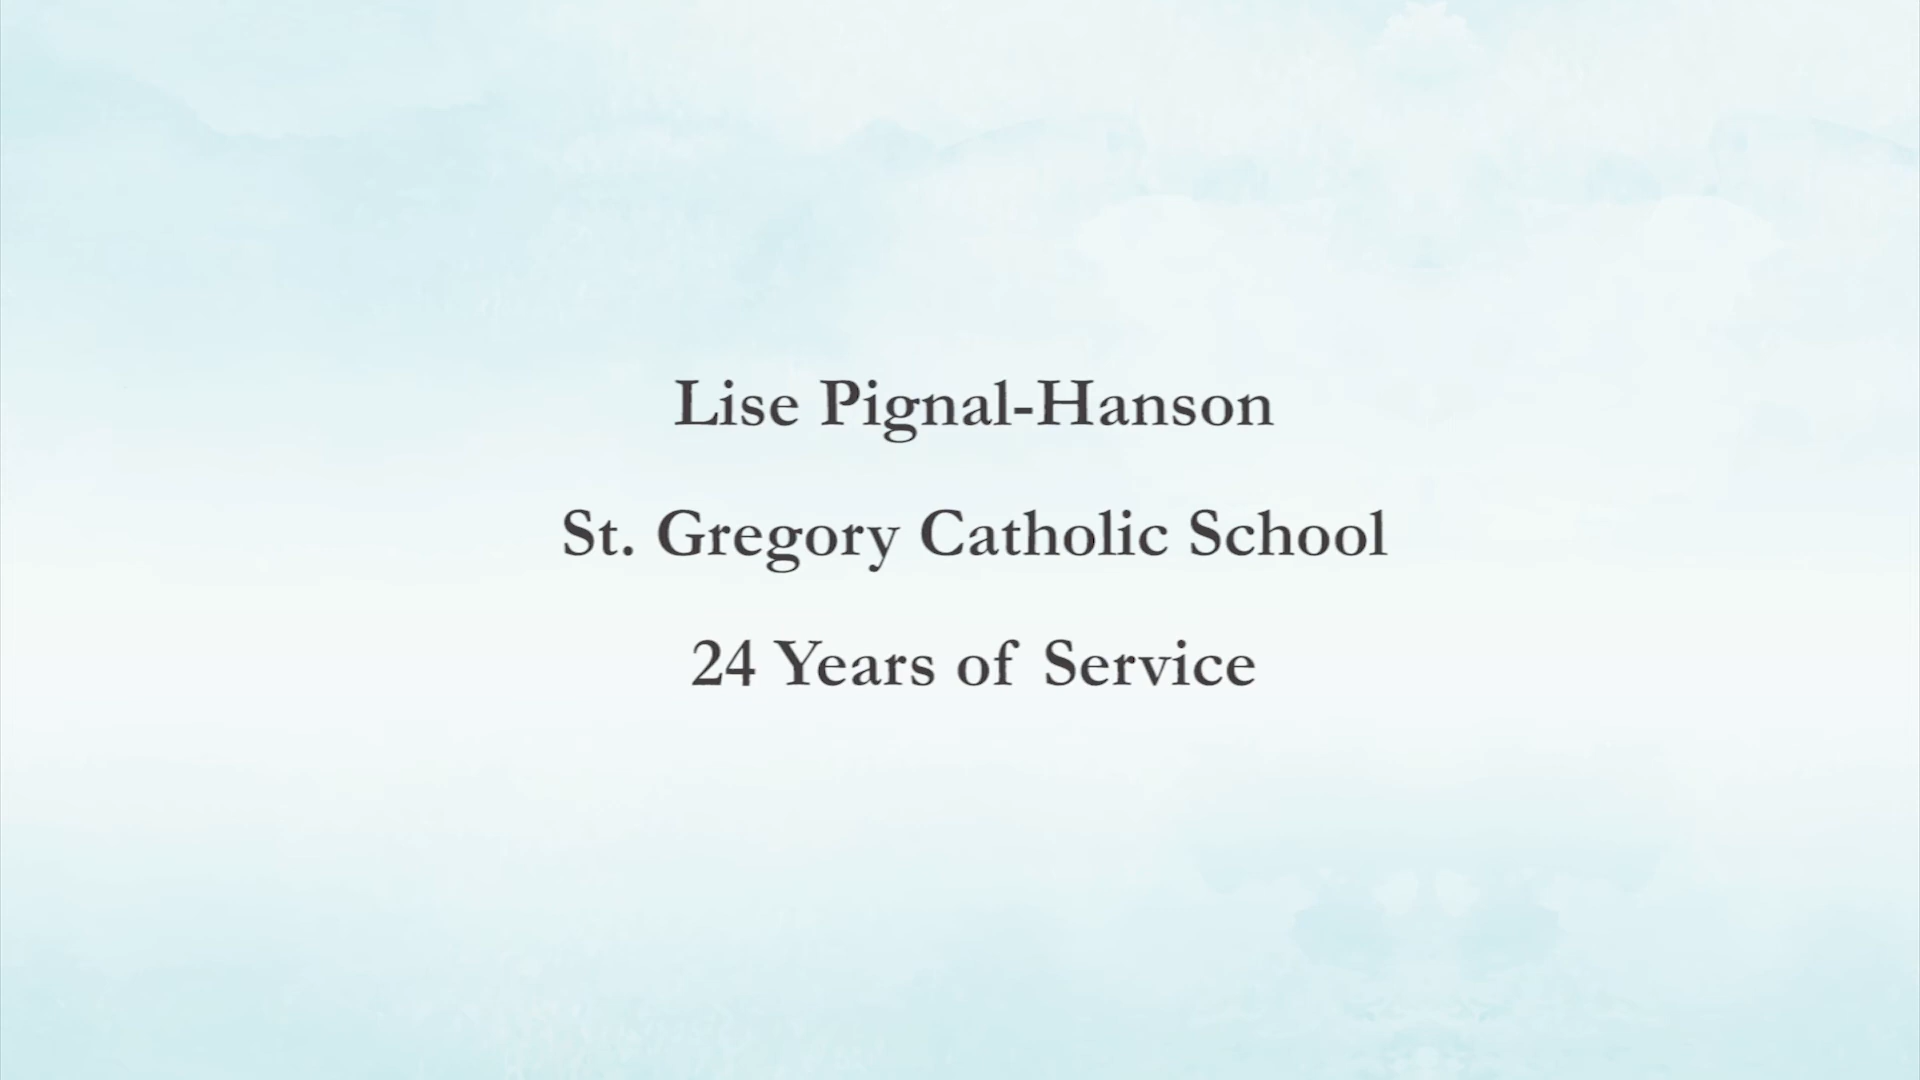 Lise Pignal-Hanson
St. Gregory Catholic School
24 Years of Service